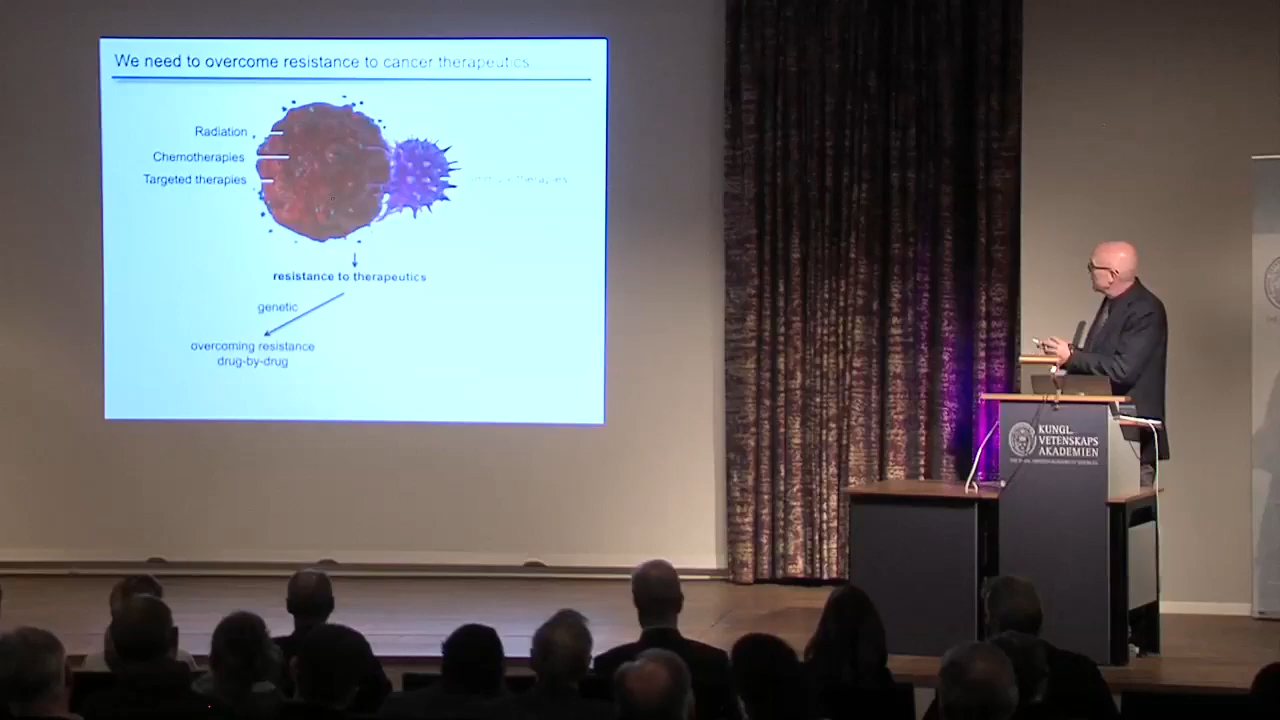 We need to overcome resistance to cancer therapeutics
Radiation
Chemotherapies
Targeted therapies
resistance to therapeutics
genetic
overcoming resistance
drug-by-drug
KUNGL.
VETENSKAPS
AKADEMIEN